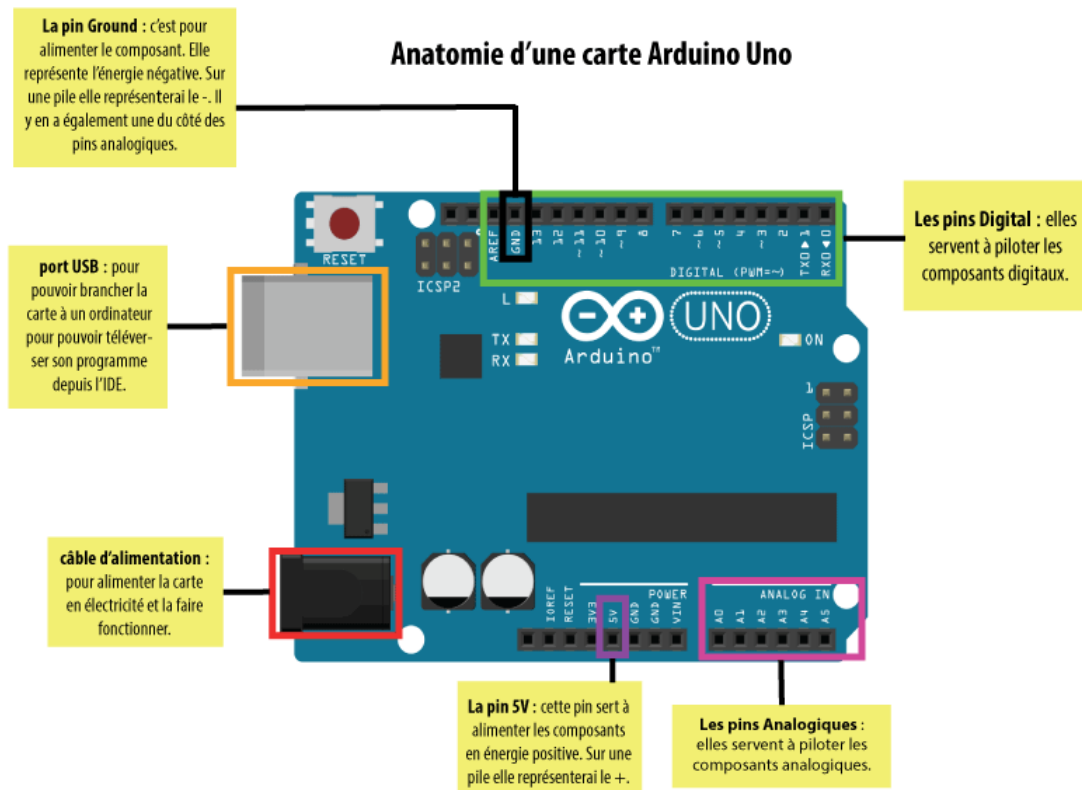 La pin Ground : c'est pour
alimenter le composant. Elle
représente l'énergie négative. Sur
une pile elle représenterai le -. Il
y en a également une du côté des
pins analogiques.
Anatomie d'une carte Arduino Uno
Les pins Digital : elles
servent à piloter les
composants digitaux.
port USB : pour
pouvoir brancher la
carte à un ordinateur
pour pouvoir téléver-
ser son programme
depuis l'IDE.
RESET
ICSP2
AREF
GND
13
12
~11
~10
~9
8
7
~6
~5
4
~3
2
TXD▶1
RXD◀0
DIGITAL (PWM=~)
L
TX
RX
Arduino™
UNO
ON
1
ICSP
câble d'alimentation :
pour alimenter la carte
en électricité et la faire
fonctionner.
POWER
IOREF
RESET
3V3
5V
GND
GND
VIN
ANALOG IN
A0
A1
A2
A3
A4
A5
La pin 5V : cette pin sert à
alimenter les composants
en énergie positive. Sur une
pile elle représenterai le +.
Les pins Analogiques :
elles servent à piloter les
composants analogiques.